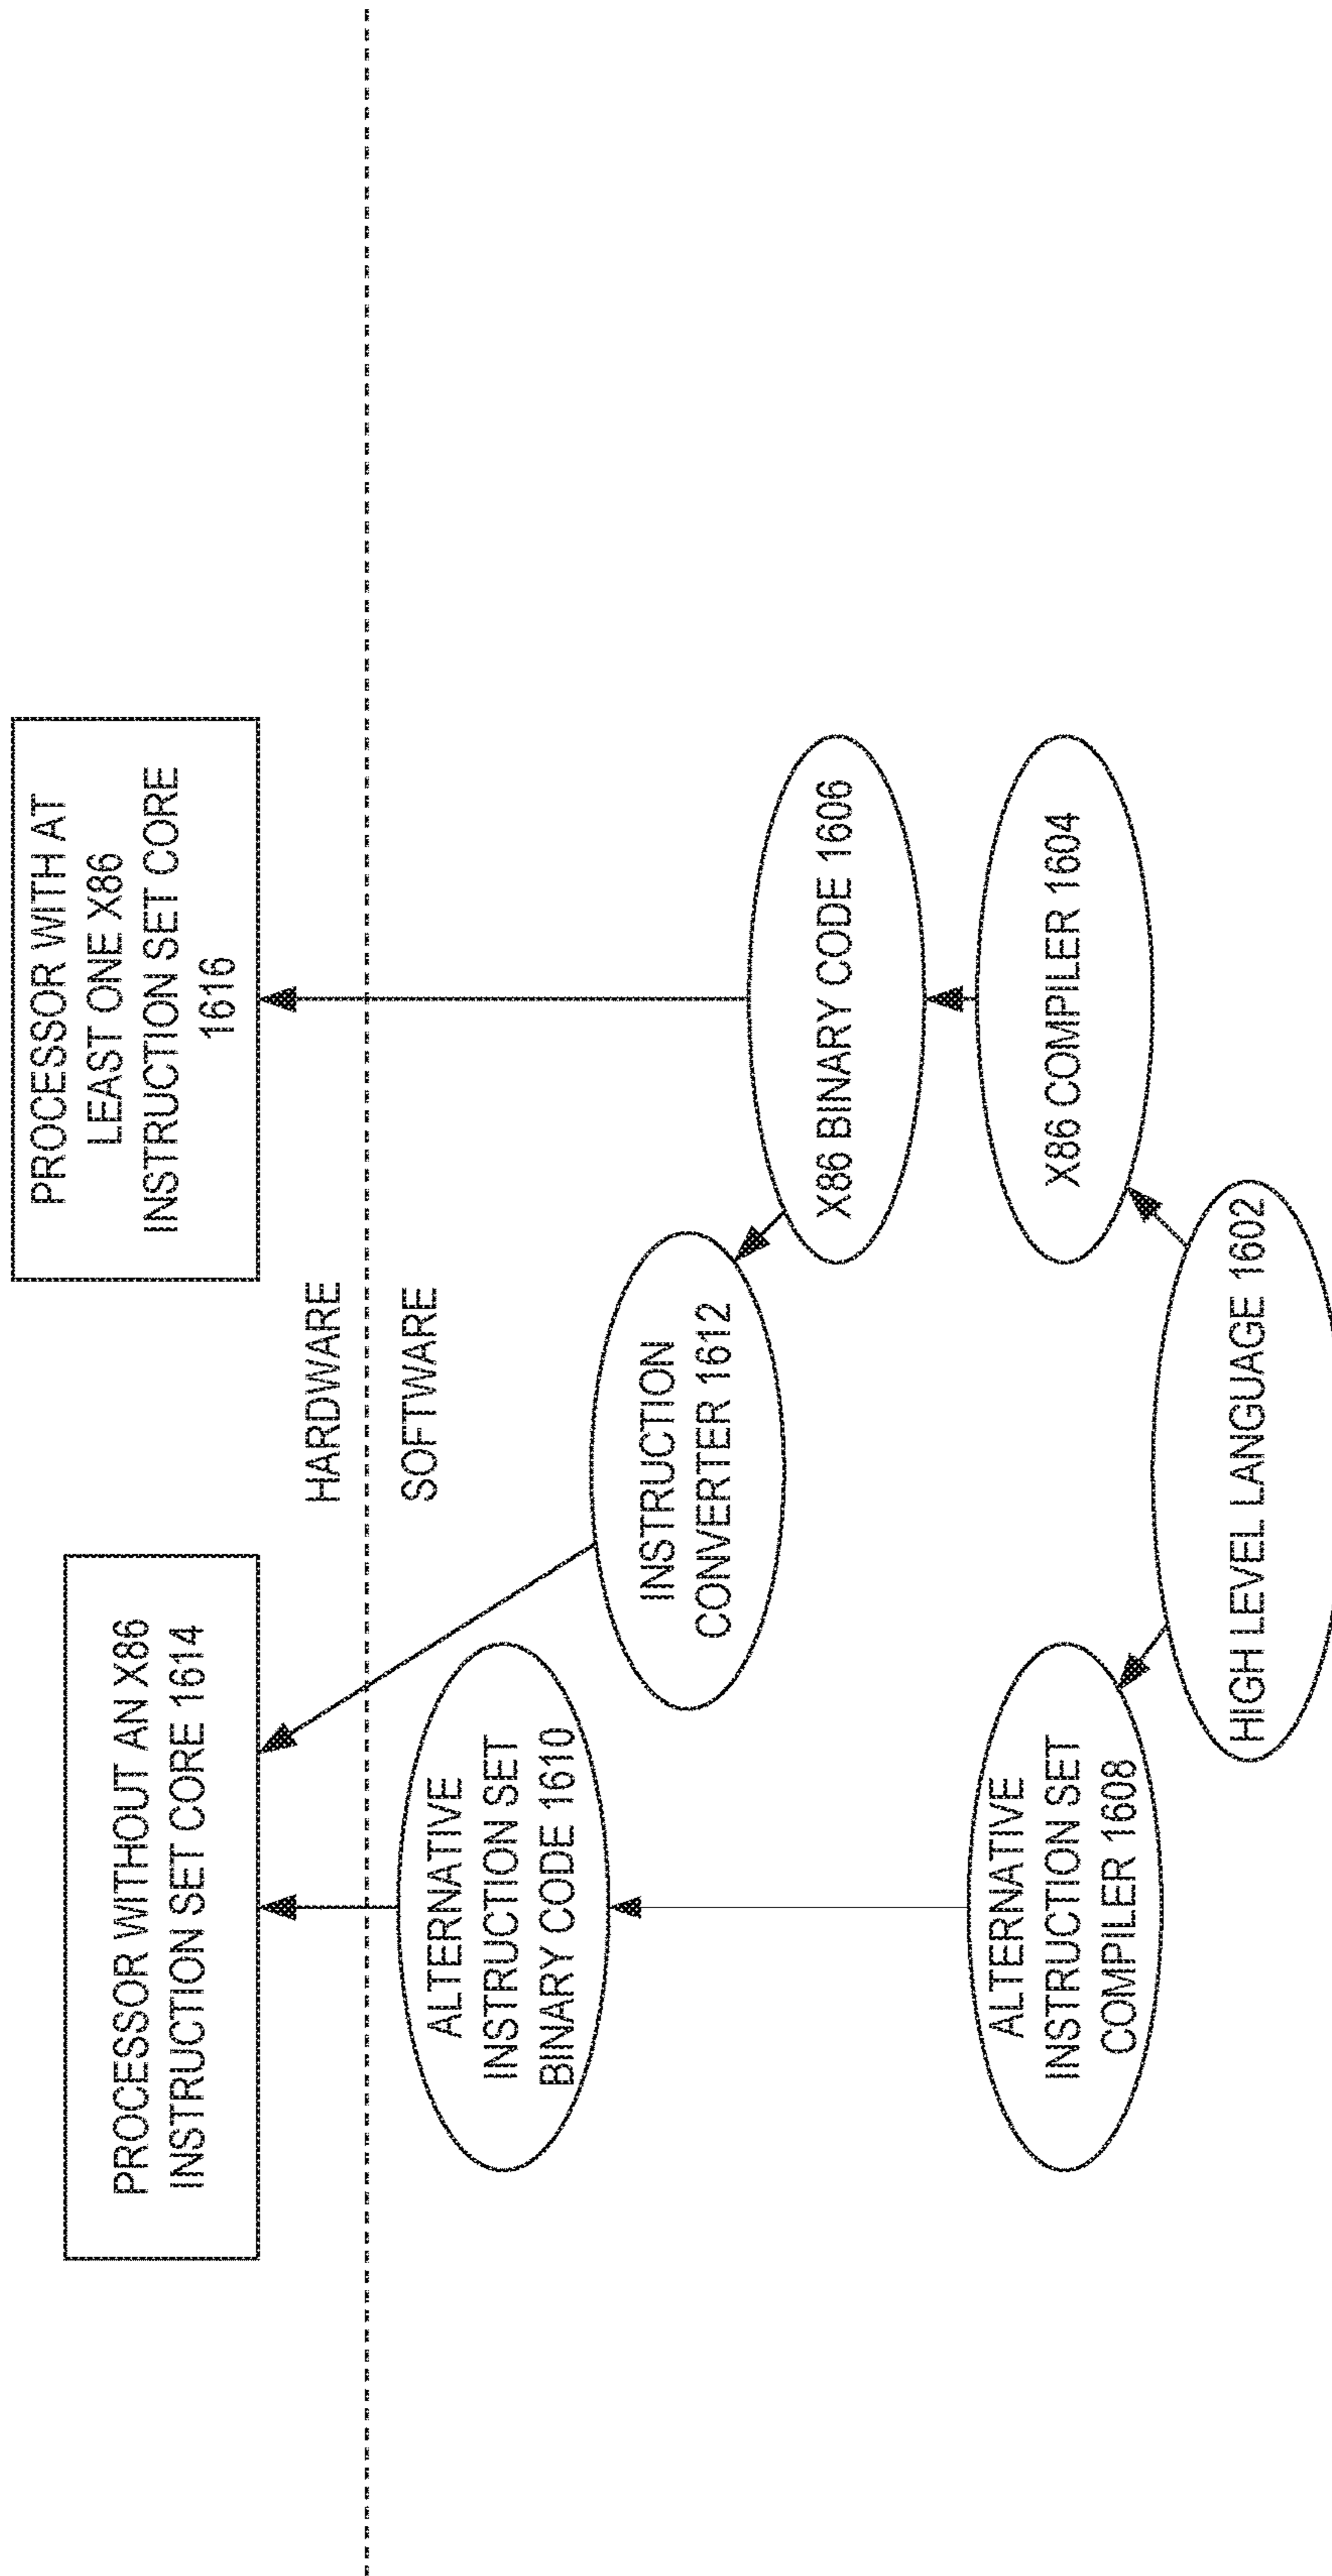 PROCESSOR WITHOUT AN X86
INSTRUCTION SET CORE 1614
PROCESSOR WITH AT
LEAST ONE X86
INSTRUCTION SET CORE
1616
HARDWARE
SOFTWARE
ALTERNATIVE
INSTRUCTION SET
BINARY CODE 1610
INSTRUCTION
CONVERTER 1612
X86 BINARY CODE 1606
ALTERNATIVE
INSTRUCTION SET
COMPILER 1608
X86 COMPILER 1604
HIGH LEVEL LANGUAGE 1602